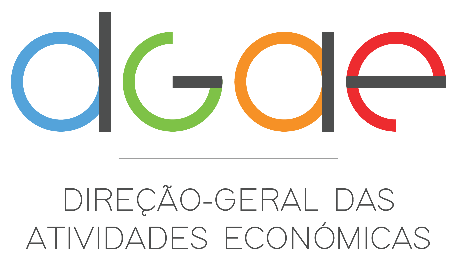 dGae
DIREÇÃO-GERAL DAS
ATIVIDADES ECONÓMICAS